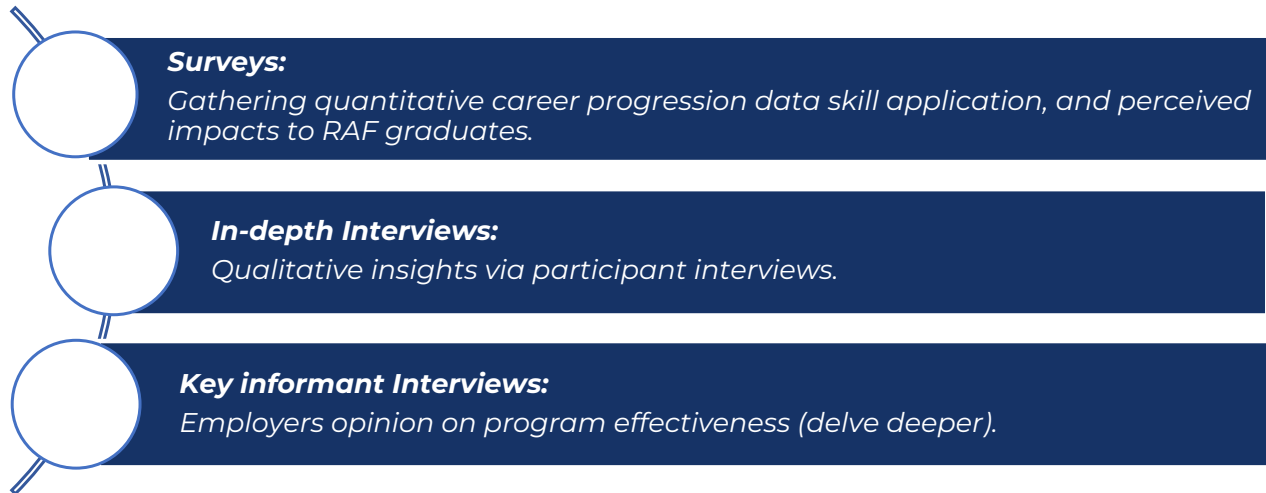 Surveys:
Gathering quantitative career progression data skill application, and perceived
impacts to RAF graduates.
In-depth Interviews:
Qualitative insights via participant interviews.
Key informant Interviews:
Employers opinion on program effectiveness (delve deeper).